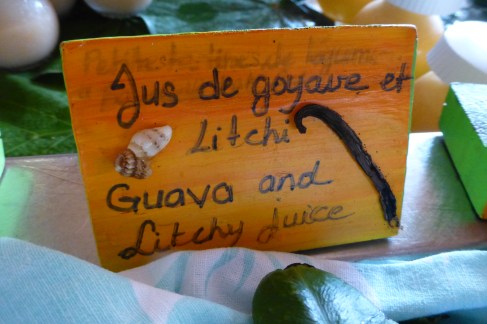 Jus de goyave et
Litchi
Guava and
Litchy juice